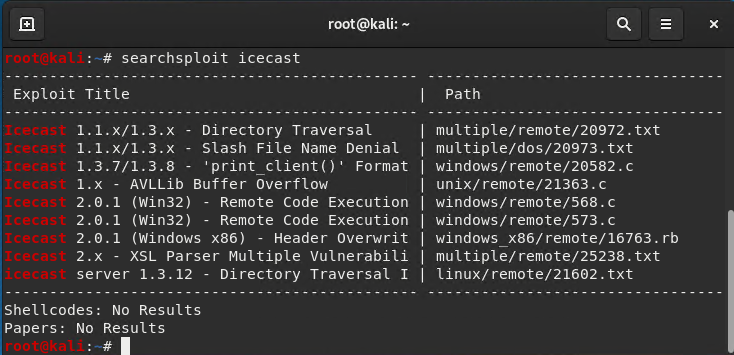 root@kali: ~
root@kali:~# searchsploit icecast
--------------------------------------------- ---------------------------------
 Exploit Title                                |  Path
--------------------------------------------- ---------------------------------
Icecast 1.1.x/1.3.x - Directory Traversal     | multiple/remote/20972.txt
Icecast 1.1.x/1.3.x - Slash File Name Denial  | multiple/dos/20973.txt
Icecast 1.3.7/1.3.8 - 'print_client()' Format | windows/remote/20582.c
Icecast 1.x - AVLLib Buffer Overflow          | unix/remote/21363.c
Icecast 2.0.1 (Win32) - Remote Code Execution | windows/remote/568.c
Icecast 2.0.1 (Win32) - Remote Code Execution | windows/remote/573.c
Icecast 2.0.1 (Windows x86) - Header Overwrit | windows_x86/remote/16763.rb
Icecast 2.x - XSL Parser Multiple Vulnerabili | multiple/remote/25238.txt
icecast server 1.3.12 - Directory Traversal I | linux/remote/21602.txt
--------------------------------------------- ---------------------------------
Shellcodes: No Results
Papers: No Results
root@kali:~#